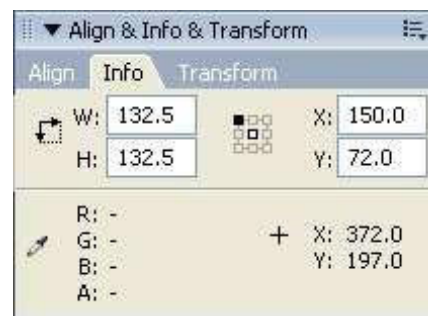 Align & Info & Transform
Align Info Transform
W: 132.5 X: 150.0
H: 132.5 Y: 72.0
R: -
G: - + X: 372.0
B: - Y: 197.0
A: -